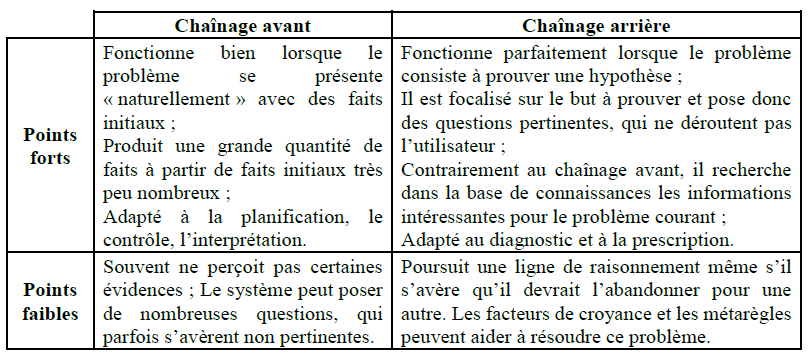 Chaînage avant
Chaînage arrière
Points
forts
Fonctionne bien lorsque le
problème se présente
« naturellement » avec des faits
initiaux ;
Produit une grande quantité de
faits à partir de faits initiaux très
peu nombreux ;
Adapté à la planification, le
contrôle, l’interprétation.
Fonctionne parfaitement lorsque le problème
consiste à prouver une hypothèse ;
Il est focalisé sur le but à prouver et pose donc
des questions pertinentes, qui ne déroutent pas
l’utilisateur ;
Contrairement au chaînage avant, il recherche
dans la base de connaissances les informations
intéressantes pour le problème courant ;
Adapté au diagnostic et à la prescription.
Points
faibles
Souvent ne perçoit pas certaines
évidences ; Le système peut poser
de nombreuses questions, qui
parfois s’avèrent non pertinentes.
Poursuit une ligne de raisonnement même s’il
s’avère qu’il devrait l’abandonner pour une
autre. Les facteurs de croyance et les métarègles
peuvent aider à résoudre ce problème.